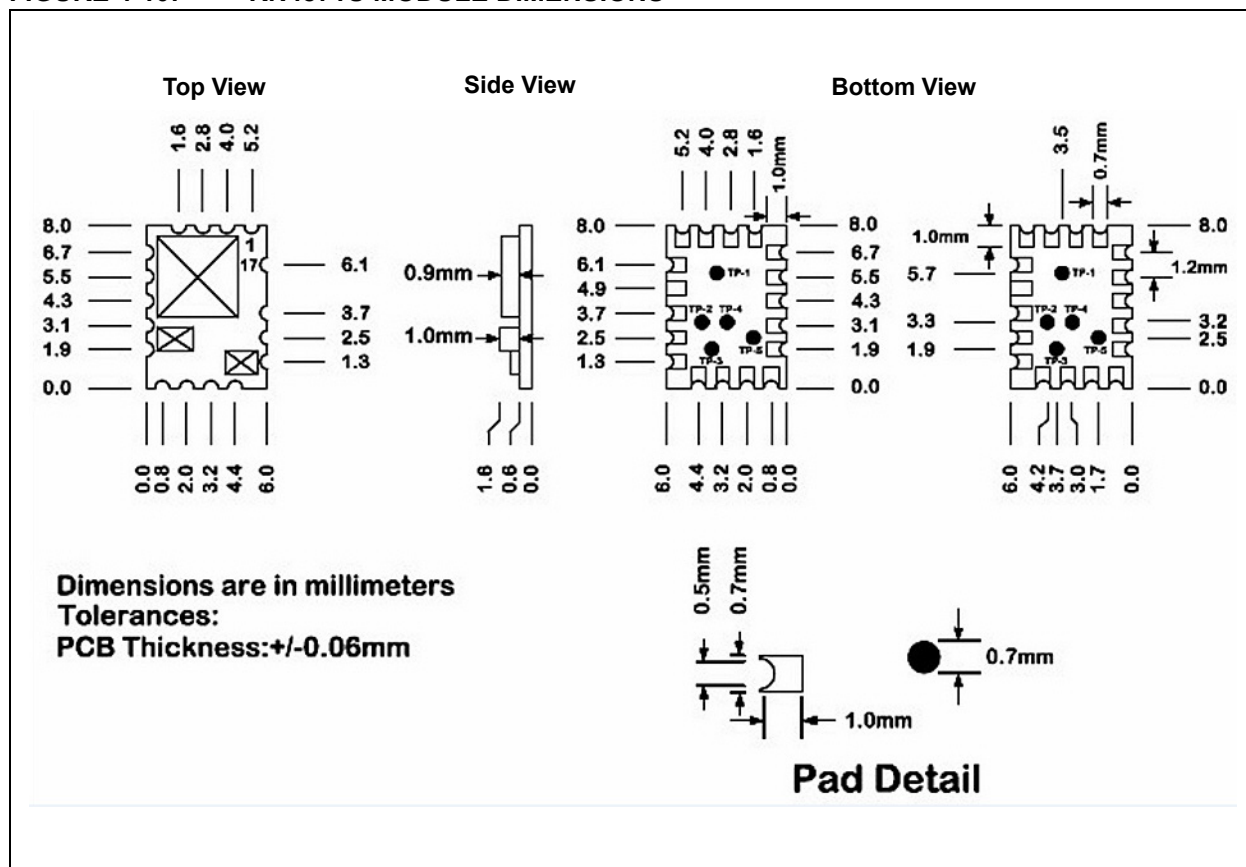 Top View
Side View
Bottom View
1.6 2.8 4.0 5.2
5.2 4.0 2.8 1.6 1.0mm
3.5 0.7mm
8.0
6.7
5.5
4.3
3.1
1.9
0.0
1
17
6.1
3.7
2.5
1.3
0.0 0.8 2.0 3.2 4.4 6.0
0.9mm
1.0mm
1.6 0.6 0.0
8.0
6.1
4.9
3.7
2.5
1.3
0.0
TP-1
TP-2 TP-4
TP-5
TP-3
8.0
6.7
5.5
4.3
3.1
1.9
0.0
6.0 4.4 3.2 2.0 0.8 0.0
1.0mm
5.7
3.3
1.9
TP-1
TP-2 TP-4
TP-5
TP-3
8.0
1.2mm
3.2
2.5
0.0
6.0 4.2 3.7 3.0 1.7 0.0
Dimensions are in millimeters
Tolerances:
PCB Thickness:+/-0.06mm
0.5mm 0.7mm
1.0mm
0.7mm
Pad Detail